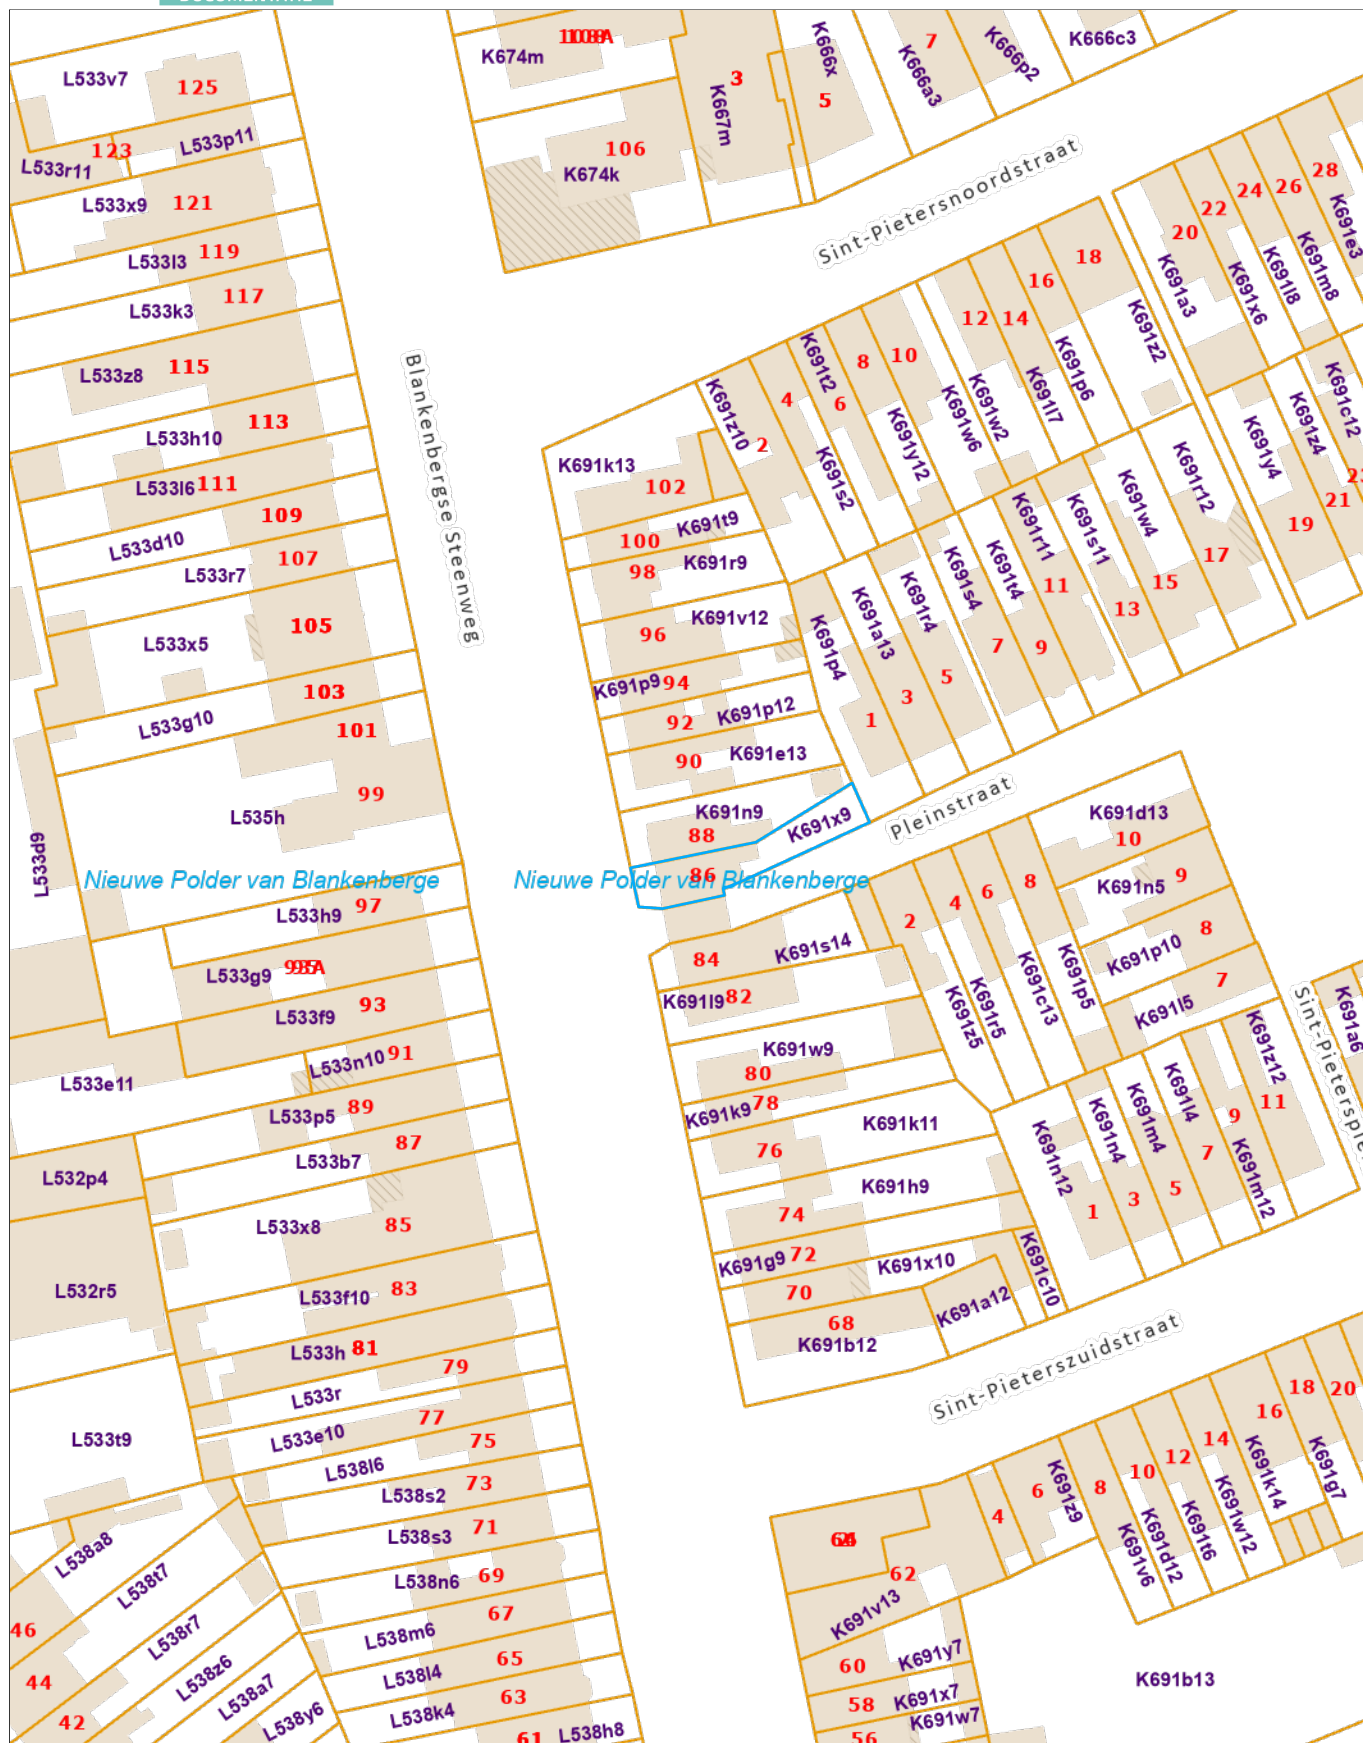 K674m
K666x
7
K666a3
K666p2
K666c3
L533v7
125
3
5
K667m
123
L533p11
L533r11
106
K674k
Sint-Pietersnoordstraat
L533x9
121
28
26
24
22
20
K691e3
L533l3
119
18
16
K691a3
K691x6
K691l8
K691m8
L533k3
117
12
14
K691z2
L533z8
115
Blankenbergse Steenweg
K691t2
8
10
K691p6
K691l7
K691w2
K691w6
K691z10
4
6
2
K691c12
K691z4
K691y4
L533h10
113
K691k13
102
K691s2
K691y12
K691r12
K691w4
L533l6
111
21
19
L533d10
109
K691t9
100
K691r11
K691s11
L533r7
107
K691r9
98
K691s4
K691t4
11
15
17
13
L533x5
105
K691v12
96
K691p4
K691a13
K691r4
7
9
5
3
1
L533g10
103
K691p9
94
101
92
K691p12
90
K691e13
L535h
99
K691n9
88
K691x9
Pleinstraat
K691d13
10
L533d9
Nieuwe Polder van Blankenberge
Nieuwe Polder van Blankenberge
86
K691n5
9
8
6
4
2
L533h9
97
84
K691s14
K691p10
8
L533g9
K691l9
82
K691z5
K691r5
K691c13
K691p5
K691l5
7
L533f9
93
Sint-Pieterspl
K691a6
L533e11
L533n10
91
K691w9
80
K691z12
L533p5
89
K691k9
78
K691k11
K691n12
K691n4
K691m4
K691l4
9
11
L533b7
87
76
7
5
3
1
K691m12
L532p4
K691h9
74
L533x8
85
K691g9
72
K691x10
K691c10
L532r5
L533f10
83
70
K691a12
68
K691b12
Sint-Pieterszuidstraat
L533h
81
79
L533r
20
18
16
14
12
10
8
6
4
L533t9
L533e10
77
75
L538l6
73
L538s2
K691z9
K691g7
K691k14
K691w12
K691t6
K691d12
K691v6
71
L538s3
62
L538a8
L538t7
69
L538n6
K691v13
46
L538r7
67
L538m6
44
L538z6
65
L538l4
60
K691y7
K691b13
42
L538a7
63
L538k4
58
K691x7
L538y6
61
L538h8
56
K691w7